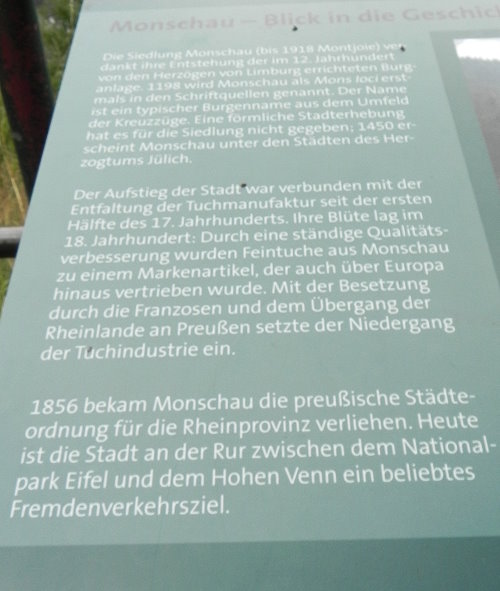 Monschau – Blick in die Geschic
Die Siedlung Monschau (bis 1918 Montjoie) ver
dankt ihre Entstehung der im 12. Jahrhundert
von den Herzögen von Limburg errichteten Burg-
anlage. 1198 wird Monschau als Mons Ioci erst-
mals in den Schriftquellen genannt. Der Name
ist ein typischer Burgenname aus dem Umfeld
der Kreuzzüge. Eine förmliche Stadterhebung
hat es für die Siedlung nicht gegeben; 1450 er-
scheint Monschau unter den Städten des Her-
zogtums Jülich.
Der Aufstieg der Stadt war verbunden mit der
Entfaltung der Tuchmanufaktur seit der ersten
Hälfte des 17. Jahrhunderts. Ihre Blüte lag im
18. Jahrhundert: Durch eine ständige Qualitäts-
verbesserung wurden Feintuche aus Monschau
zu einem Markenartikel, der auch über Europa
hinaus vertrieben wurde. Mit der Besetzung
durch die Franzosen und dem Übergang der
Rheinlande an Preußen setzte der Niedergang
der Tuchindustrie ein.
1856 bekam Monschau die preußische Städte-
ordnung für die Rheinprovinz verliehen. Heute
ist die Stadt an der Rur zwischen dem National-
park Eifel und dem Hohen Venn ein beliebtes
Fremdenverkehrsziel.